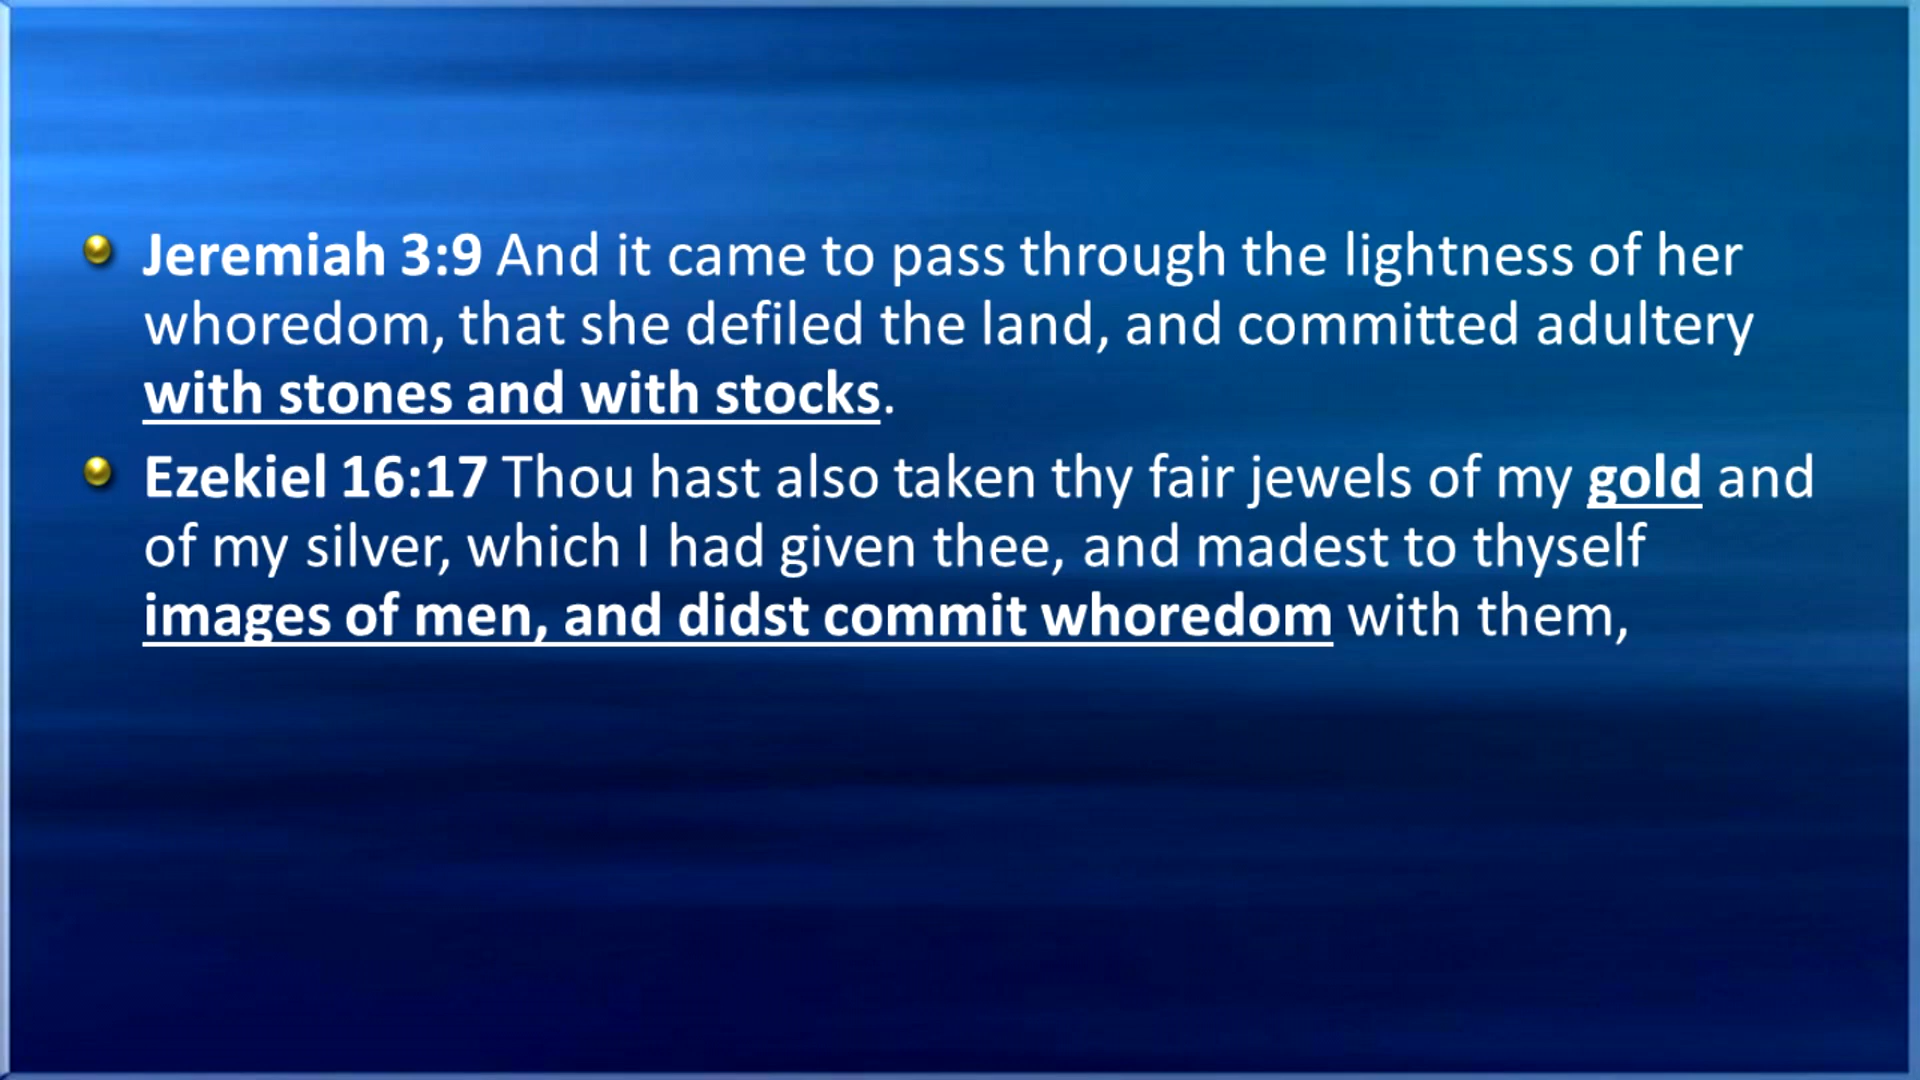 Jeremiah 3:9 And it came to pass through the lightness of her
whoredom, that she defiled the land, and committed adultery
with stones and with stocks.
Ezekiel 16:17 Thou hast also taken thy fair jewels of my gold and
of my silver, which I had given thee, and madest to thyself
images of men, and didst commit whoredom with them,